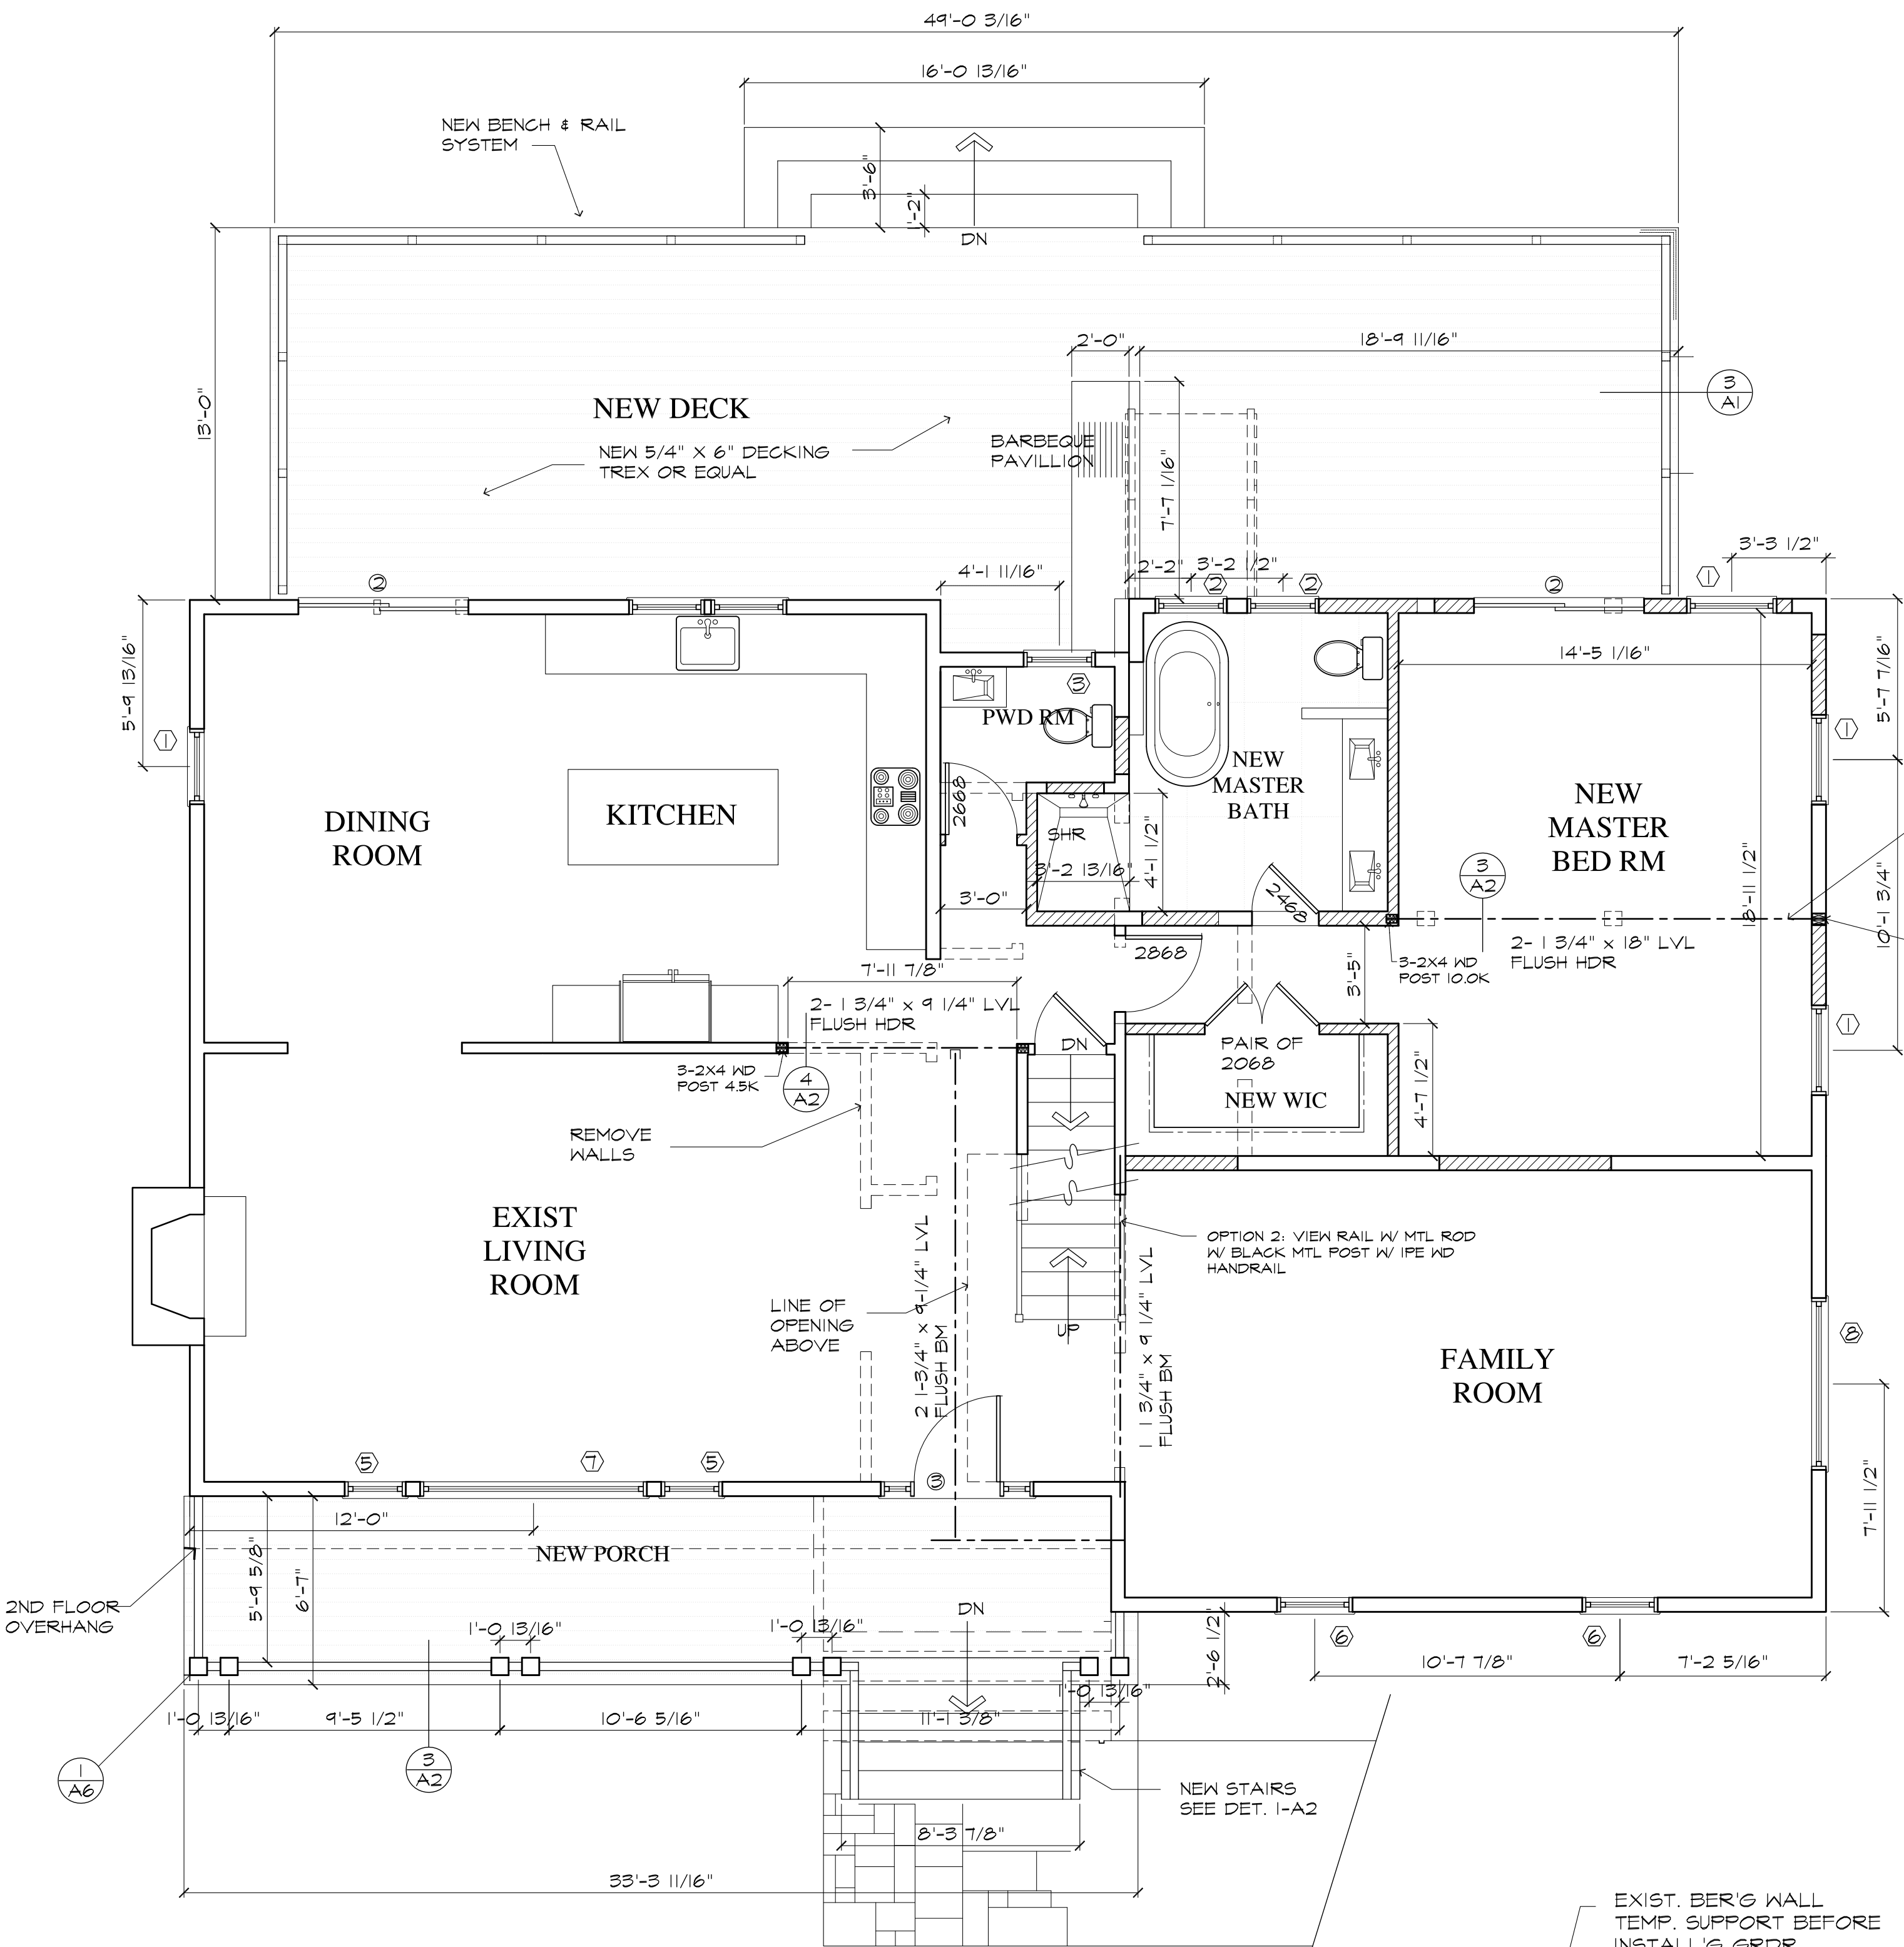 49'-0 3/16"
16'-0 13/16"
NEW BENCH & RAIL
SYSTEM
3'-6"
1'-2"
DN
13'-0"
2'-0"
18'-9 11/16"
3
A1
NEW DECK
NEW 5/4" X 6" DECKING
TREX OR EQUAL
BARBEQUE
PAVILLION
7'-7 1/16"
3'-3 1/2"
4'-1 11/16"
2'-2"
3'-2 1/2"
2
2
2
2
1
5'-9 13/16"
1
14'-5 1/16"
5'-7 7/16"
3
PWD RM
1
NEW
MASTER
BATH
2668
DINING
ROOM
KITCHEN
NEW
MASTER
BED RM
SHR
4'-1 1/2"
3'-2 13/16"
3'-0"
2468
3
A2
18'-11 1/2"
10'-1 3/4"
2868
3'-5"
3-2X4 WD
POST 10.0K
2- 1 3/4" x 18" LVL
FLUSH HDR
7'-11 7/8"
2- 1 3/4" x 9 1/4" LVL
FLUSH HDR
1
DN
PAIR OF
2068
3-2X4 WD
POST 4.5K
4
A2
NEW WIC
4'-7 1/2"
REMOVE
WALLS
EXIST
LIVING
ROOM
OPTION 2: VIEW RAIL W/ MTL ROD
W/ BLACK MTL POST W/ IPE WD
HANDRAIL
LINE OF
OPENING
ABOVE
2 1-3/4" x 9-1/4" LVL
FLUSH BM
UP
1 1 3/4" x 9 1/4" LVL
FLUSH BM
FAMILY
ROOM
8
7'-11 1/2"
5
7
5
3
12'-0"
NEW PORCH
5'-9 5/8"
6'-7"
2ND FLOOR
OVERHANG
DN
1'-0 13/16"
1'-0 13/16"
2'-6 1/2"
6
6
10'-7 7/8"
7'-2 5/16"
1'-0 13/16"
1'-0 13/16"
9'-5 1/2"
10'-6 5/16"
11'-1 3/8"
1
A6
3
A2
NEW STAIRS
SEE DET. 1-A2
8'-3 7/8"
33'-3 11/16"
EXIST. BER'G WALL
TEMP. SUPPORT BEFORE
INSTALL'G GRDR